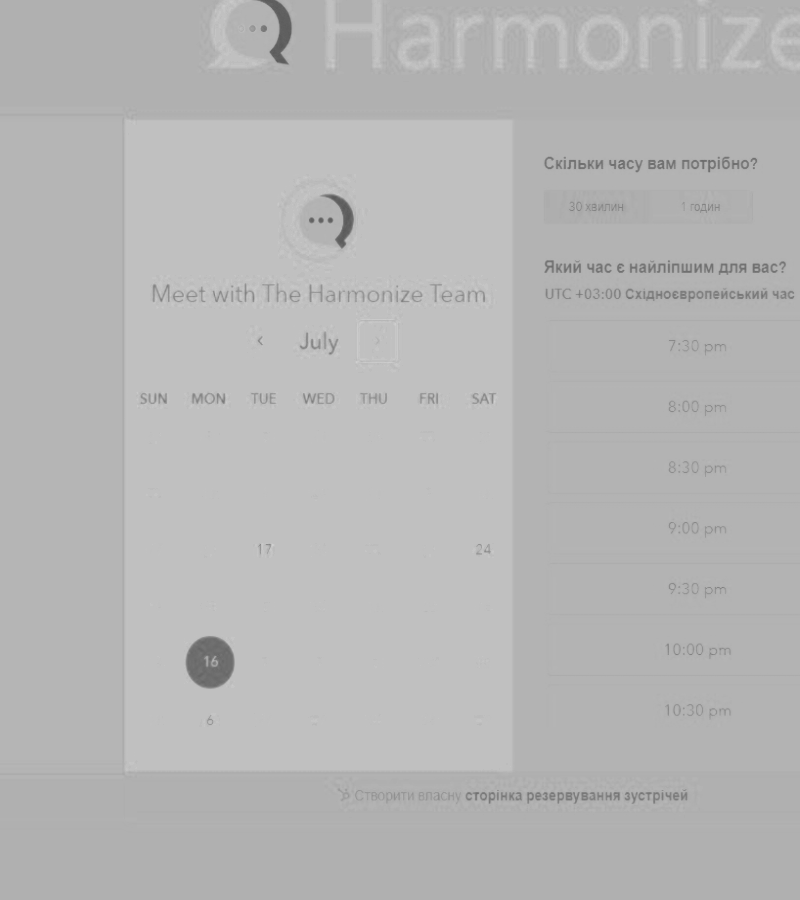 Harmonize
Meet with The Harmonize Team
July
SUN MON TUE WED THU FRI SAT
17 24
16
6
Скільки часу вам потрібно?
30 хвилин 1 годин
Який час є найліпшим для вас?
UTC +03:00 Східноєвропейський час
7:30 pm
8:00 pm
8:30 pm
9:00 pm
9:30 pm
10:00 pm
10:30 pm
Створити власну сторінка резервування зустрічей